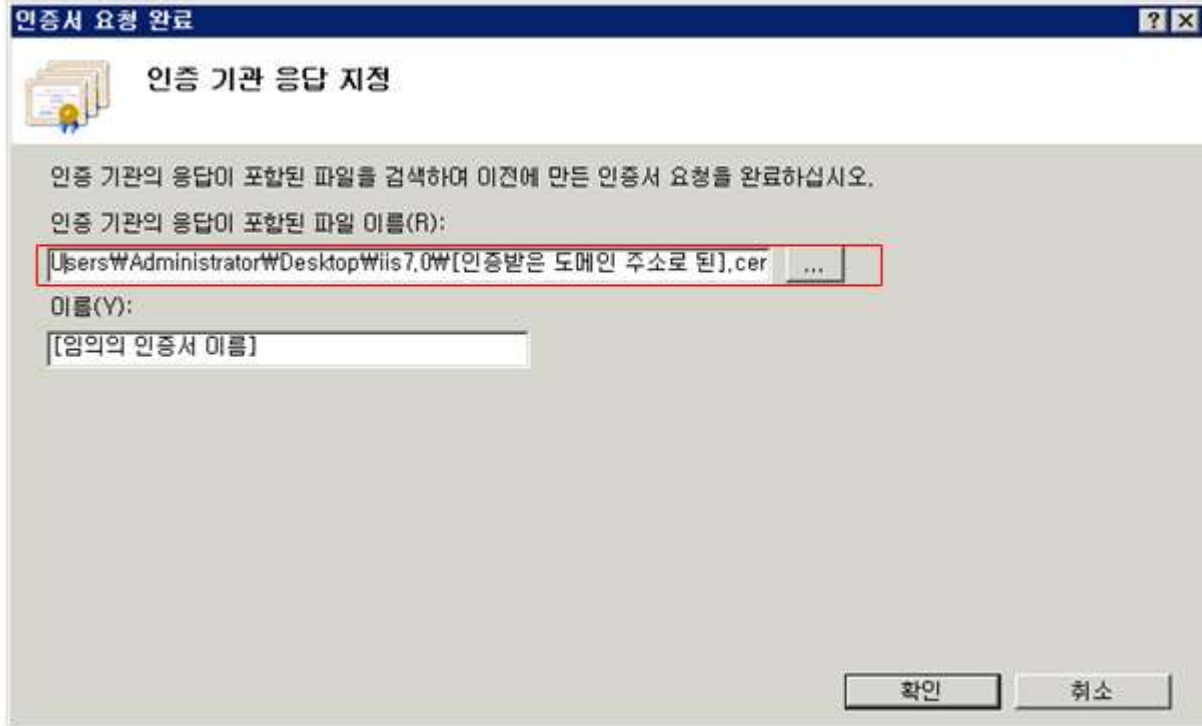 인증서 요청 완료
인증 기관 응답 지정
인증 기관의 응답이 포함된 파일을 검색하여 이전에 만든 인증서 요청을 완료하십시오.
인증 기관의 응답이 포함된 파일 이름(R):
Users₩Administrator₩Desktop₩iis7.0₩[인증받은 도메인 주소로 된].cer ...
이름(Y):
[임의의 인증서 이름]
확인 취소